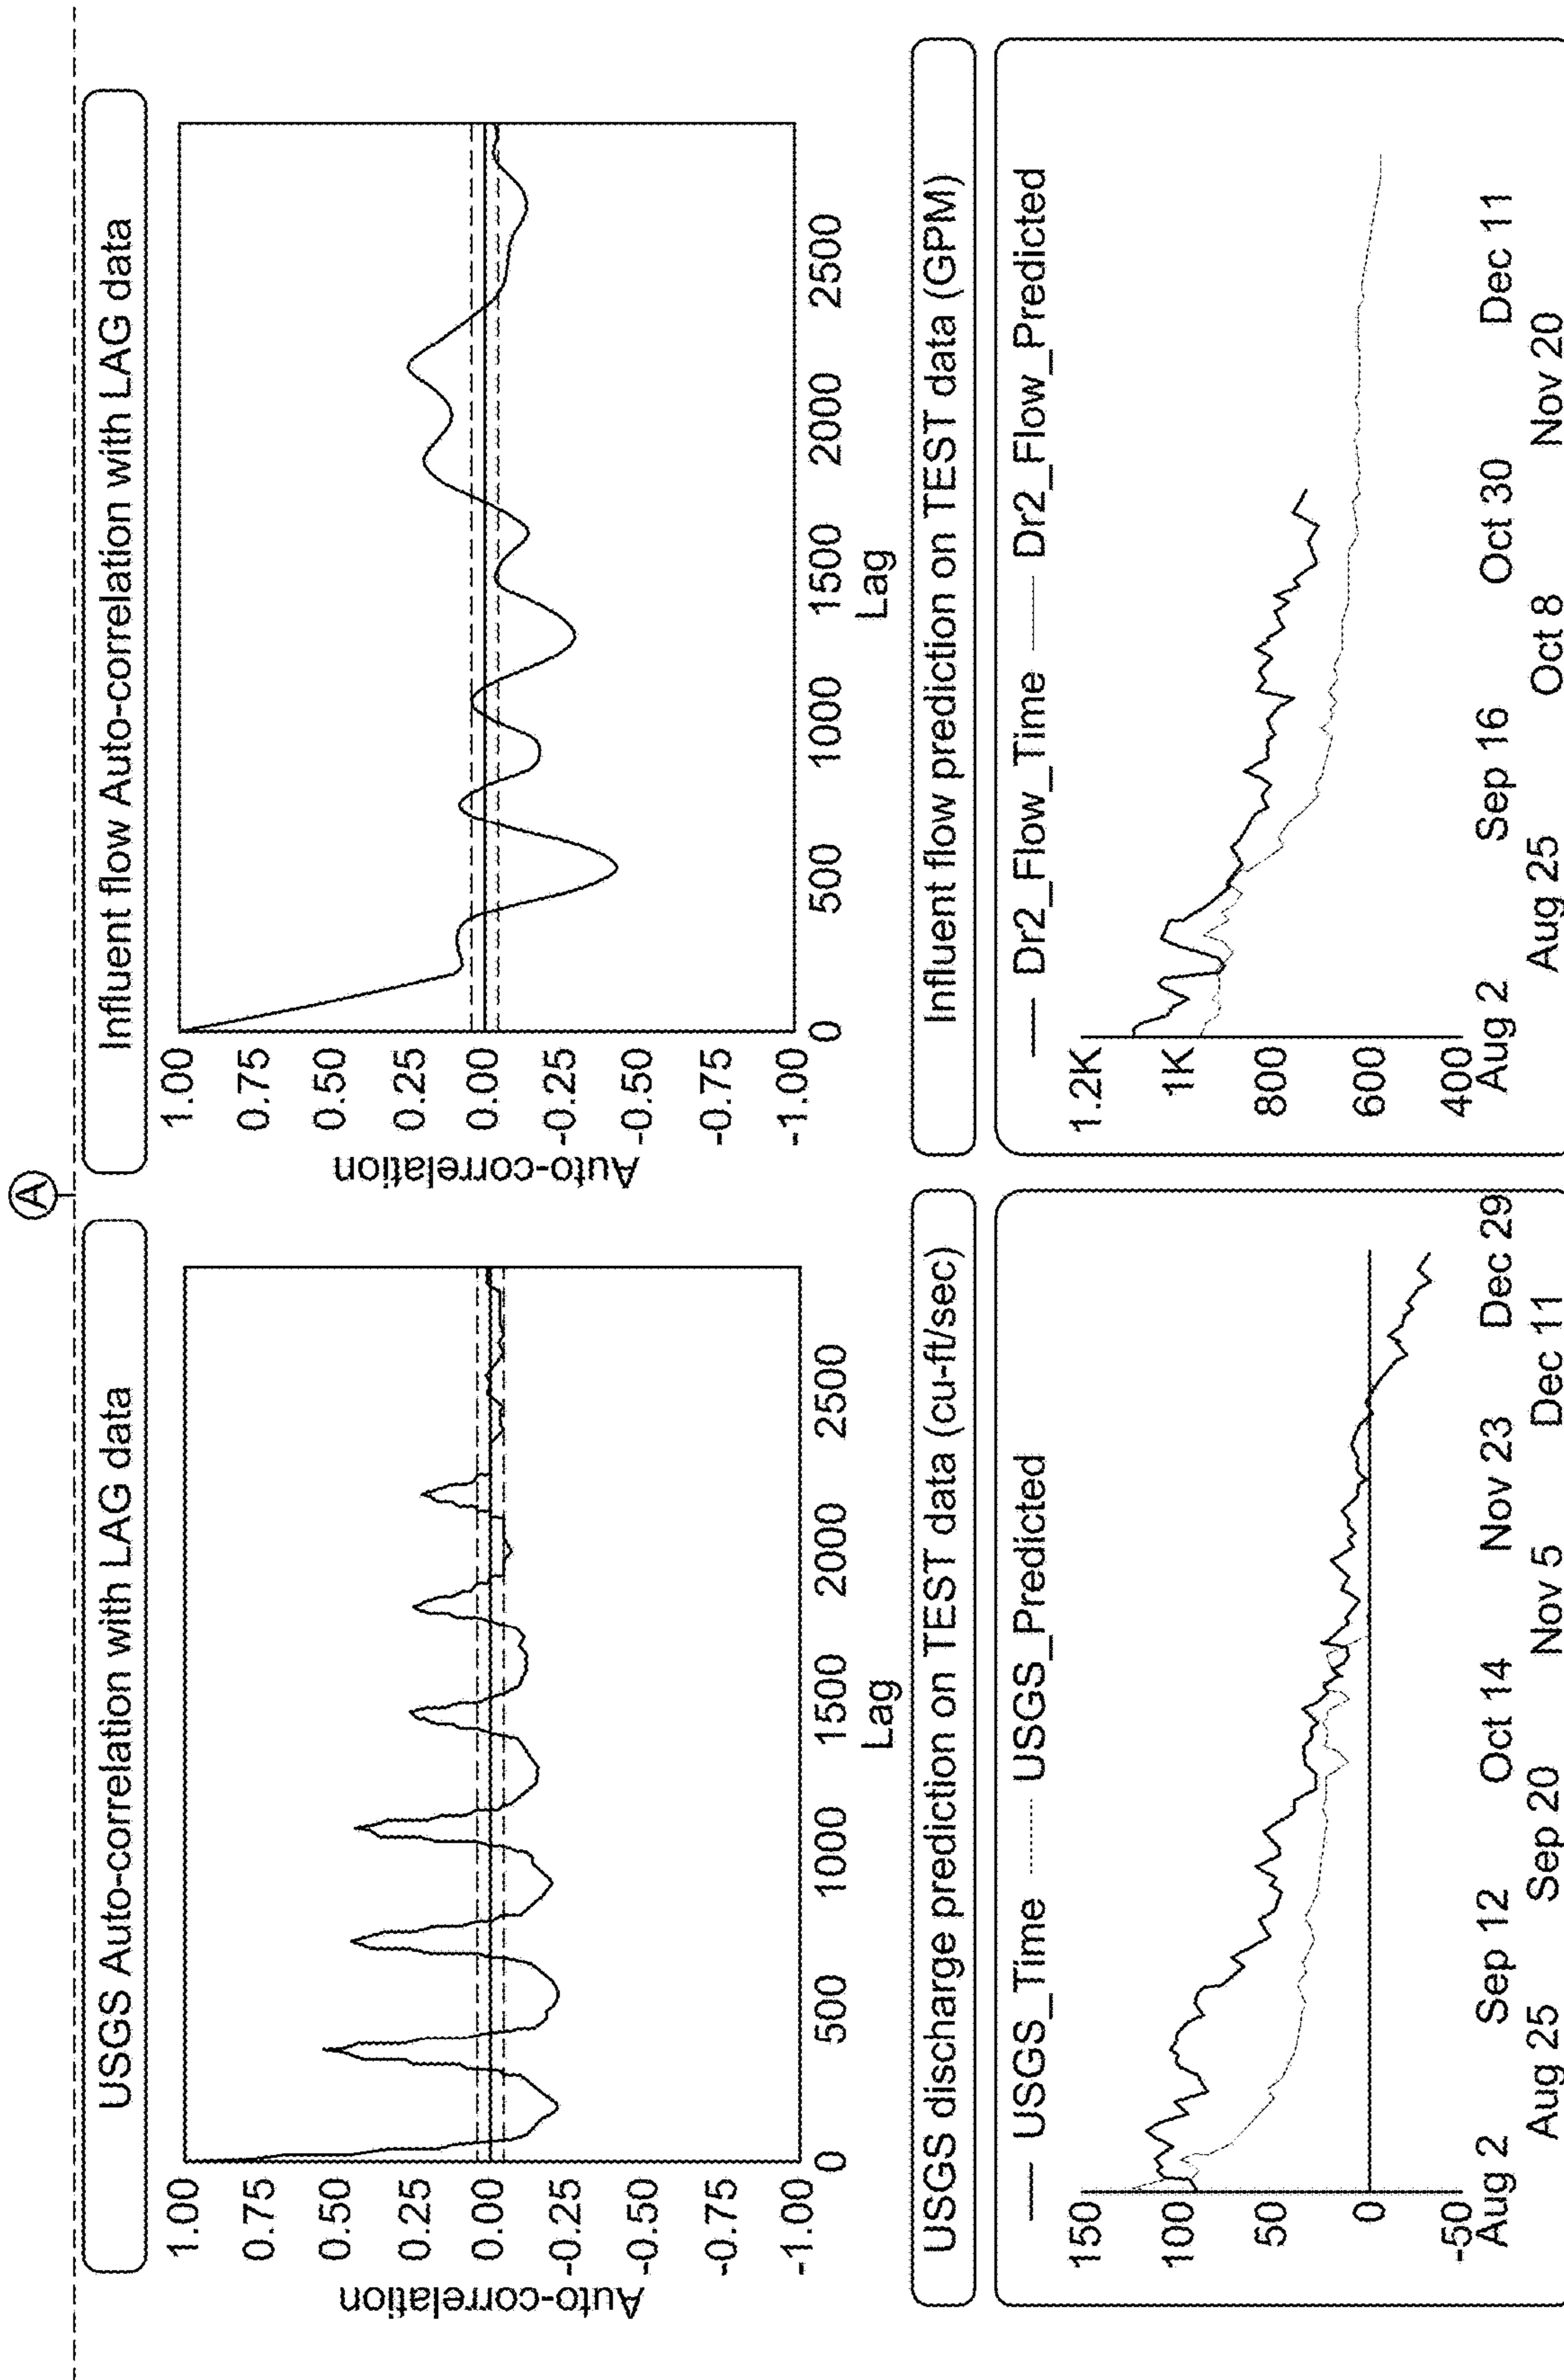 A
USGS Auto-correlation with LAG data
1.00
0.75
0.50
0.25
0.00
-0.25
-0.50
-0.75
-1.00
Auto-correlation
0 500 1000 1500 2000 2500
Lag
Influent flow Auto-correlation with LAG data
1.00
0.75
0.50
0.25
0.00
-0.25
-0.50
-0.75
-1.00
Auto-correlation
0 500 1000 1500 2000 2500
Lag
USGS discharge prediction on TEST data (cu-ft/sec)
USGS_Time USGS_Predicted
150
100
50
0
-50
Aug 2 Sep 12 Oct 14 Nov 23 Dec 29
Aug 25 Sep 20 Nov 5 Dec 11
Influent flow prediction on TEST data (GPM)
Dr2_Flow_Time Dr2_Flow_Predicted
1.2K
1K
800
600
400
Aug 2 Sep 16 Oct 30 Dec 11
Aug 25 Oct 8 Nov 20